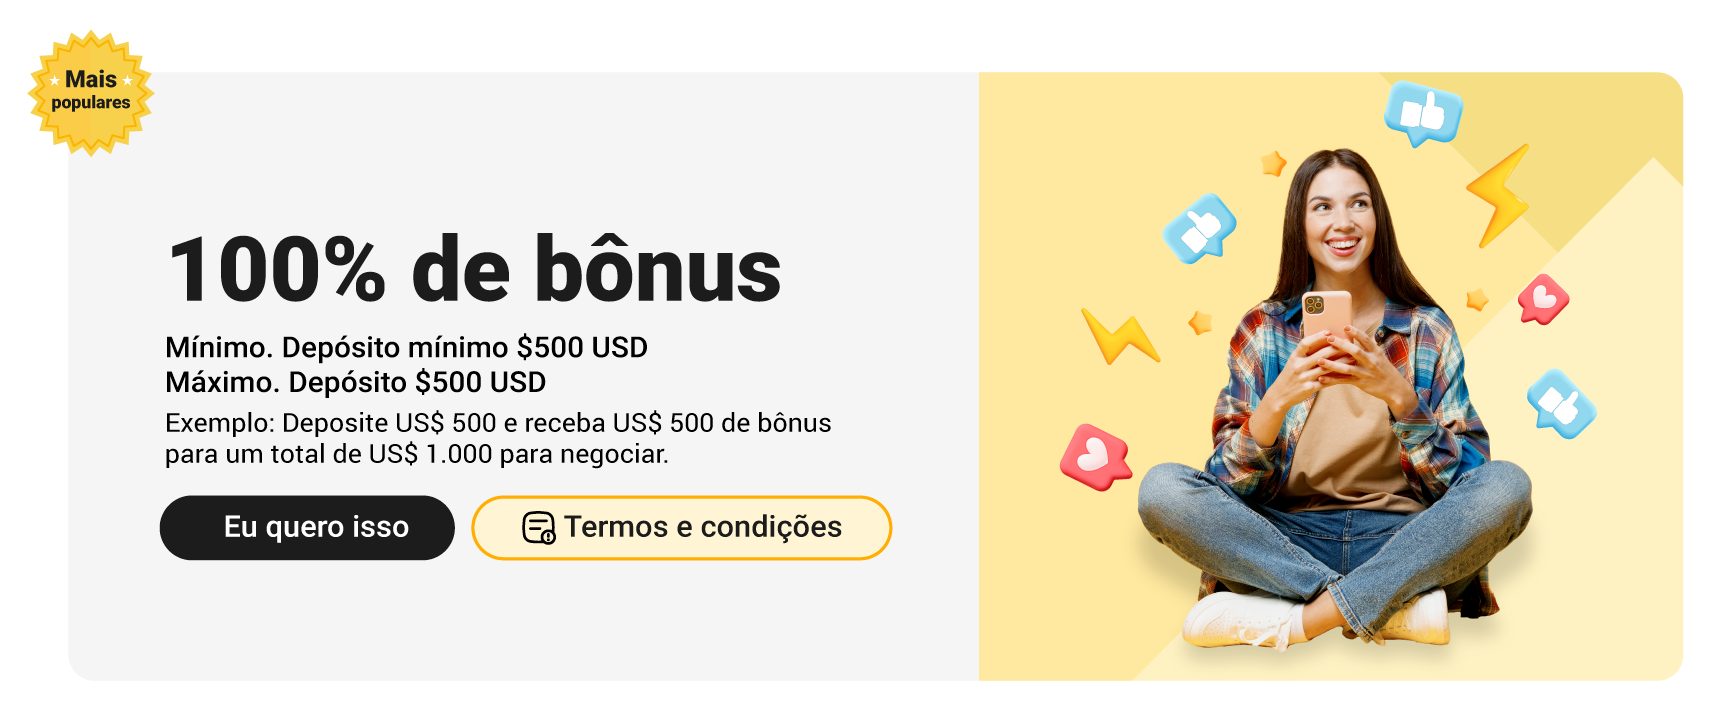 Mais
populares
100% de bônus
Mínimo. Depósito mínimo $500 USD
Máximo. Depósito $500 USD
Exemplo: Deposite US$ 500 e receba US$ 500 de bônus
para um total de US$ 1.000 para negociar.
Eu quero isso
Termos e condições